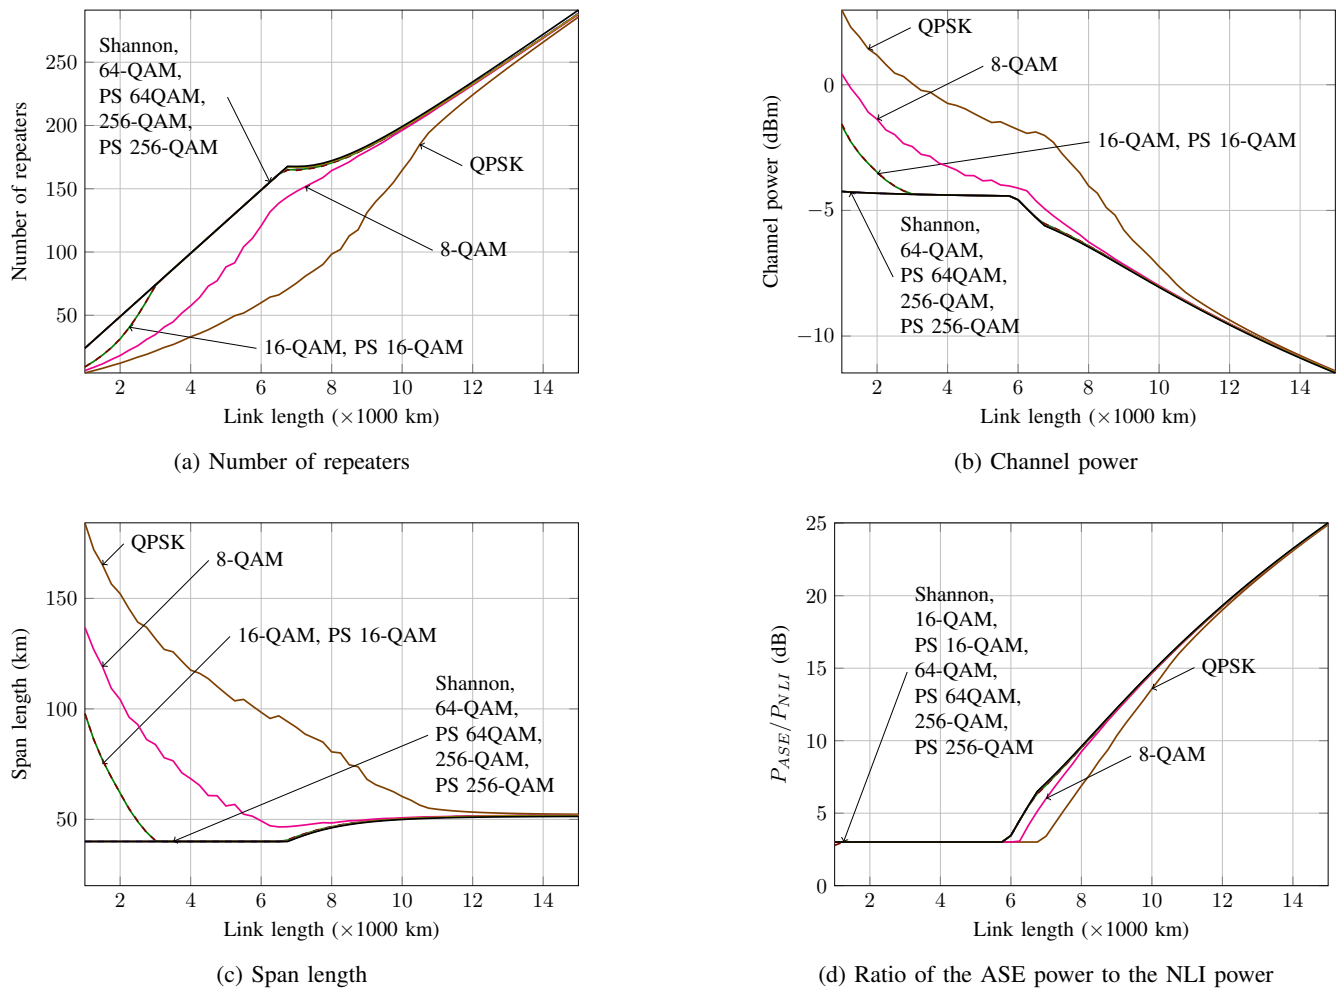 Number of repeaters
250
200
150
100
50
2
4
6
8
10
12
14
Link length (×1000 km)
Shannon,
64-QAM,
PS 64QAM,
256-QAM,
PS 256-QAM
QPSK
8-QAM
16-QAM, PS 16-QAM
(a) Number of repeaters
Channel power (dBm)
0
−5
−10
2
4
6
8
10
12
14
Link length (×1000 km)
QPSK
8-QAM
16-QAM, PS 16-QAM
Shannon,
64-QAM,
PS 64QAM,
256-QAM,
PS 256-QAM
(b) Channel power
Span length (km)
150
100
50
2
4
6
8
10
12
14
Link length (×1000 km)
QPSK
8-QAM
16-QAM, PS 16-QAM
Shannon,
64-QAM,
PS 64QAM,
256-QAM,
PS 256-QAM
(c) Span length
P_{ASE}/P_{NLI} (dB)
25
20
15
10
5
0
2
4
6
8
10
12
14
Link length (×1000 km)
Shannon,
16-QAM,
PS 16-QAM,
64-QAM,
PS 64QAM,
256-QAM,
PS 256-QAM
QPSK
8-QAM
(d) Ratio of the ASE power to the NLI power